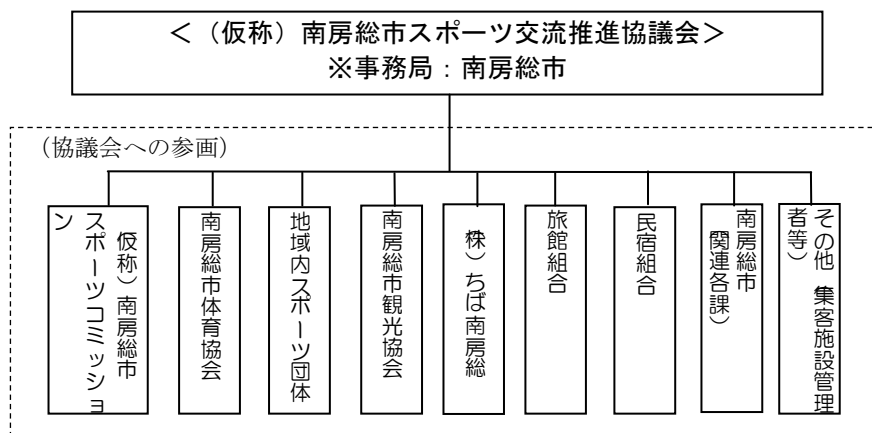 ＜（仮称）南房総市スポーツ交流推進協議会＞
※事務局：南房総市
（協議会への参画）
（仮称）南房総市
スポーツコミッショ
ン
南房総市体育協会
地域内スポーツ団体
南房総市観光協会
（株）ちば南房総
旅館組合
民宿組合
南房総市
（関連各課）
その他（集客施設管理
者等）